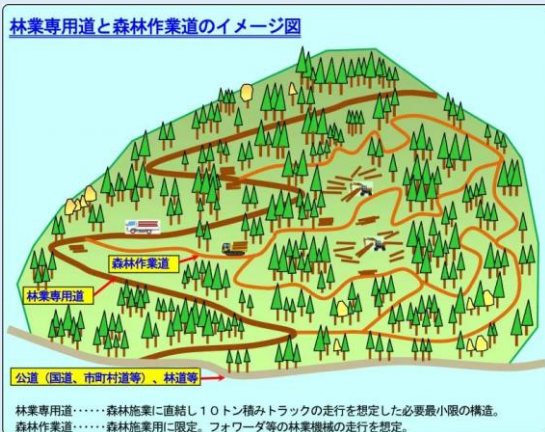 林業専用道と森林作業道のイメージ図
森林作業道
林業専用道
公道（国道、市町村道等）、林道等
林業専用道‥‥‥森林施業に直結し１０トン積みトラックの走行を想定した必要最小限の構造。
森林作業道‥‥‥森林施業用に限定。フォワーダ等の林業機械の走行を想定。